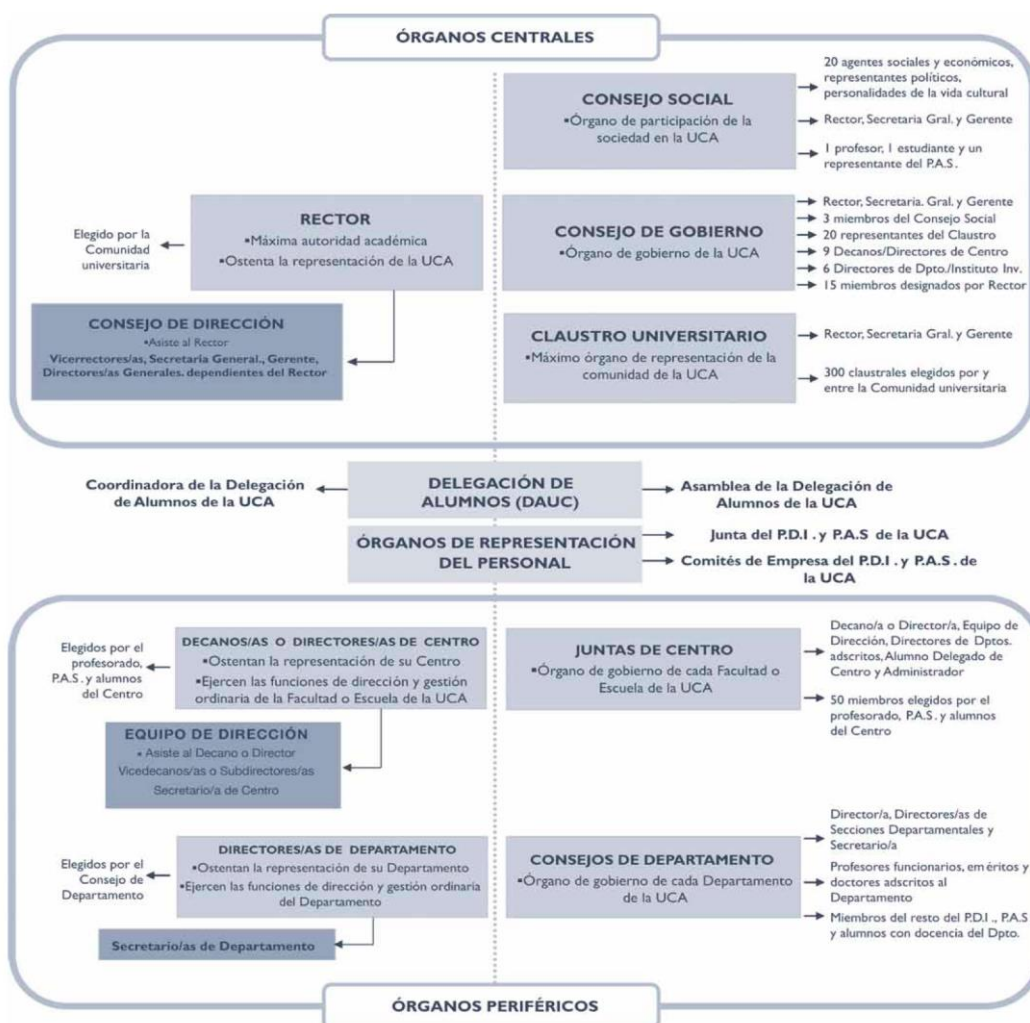 ÓRGANOS CENTRALES
CONSEJO SOCIAL
▪Órgano de participación de la
sociedad en la UCA
20 agentes sociales y económicos,
representantes políticos,
personalidades de la vida cultural
Rector, Secretaria Gral. y Gerente
1 profesor, 1 estudiante y un
representante del P.A.S.
Elegido por la
Comunidad
universitaria
RECTOR
▪Máxima autoridad académica
▪Ostenta la representación de la UCA
CONSEJO DE GOBIERNO
▪Órgano de gobierno de la UCA
Rector, Secretaria. Gral. y Gerente
3 miembros del Consejo Social
20 representantes del Claustro
9 Decanos/Directores de Centro
6 Directores de Dpto./Instituto Inv.
15 miembros designados por Rector
CONSEJO DE DIRECCIÓN
▪Asiste al Rector
Vicerrectores/as, Secretaria General., Gerente,
Directores/as Generales. dependientes del Rector
CLAUSTRO UNIVERSITARIO
▪Máximo órgano de representación de la
comunidad de la UCA
Rector, Secretaria Gral. y Gerente
300 claustrales elegidos por y
entre la Comunidad universitaria
Coordinadora de la Delegación
de Alumnos de la UCA
DELEGACIÓN DE
ALUMNOS (DAUC)
Asamblea de la Delegación de
Alumnos de la UCA
ÓRGANOS DE REPRESENTACIÓN
DEL PERSONAL
Junta del P.D.I . y P.A.S de la UCA
Comités de Empresa del P.D.I . y P.A.S . de
la UCA
Elegidos por el
profesorado,
P.A.S. y alumnos
del Centro
DECANOS/AS O DIRECTORES/AS DE CENTRO
▪Ostentan la representación de su Centro
▪Ejercen las funciones de dirección y gestión
ordinaria de la Facultad o Escuela de la UCA
JUNTAS DE CENTRO
▪Órgano de gobierno de cada Facultad o
Escuela de la UCA
Decano/a o Director/a, Equipo de
Dirección, Directores de Dptos.
adscritos, Alumno Delegado de
Centro y Administrador
50 miembros elegidos por el
profesorado, P.A.S . y alumnos
del Centro
EQUIPO DE DIRECCIÓN
▪ Asiste al Decano o Director
Vicedecanos/as o Subdirectores/as
Secretario/a de Centro
Elegidos por el
Consejo de
Departamento
DIRECTORES/AS DE DEPARTAMENTO
▪Ostentan la representación de su Departamento
▪Ejercen las funciones de dirección y gestión ordinaria
del Departamento
CONSEJOS DE DEPARTAMENTO
▪Órgano de gobierno de cada Departamento
de la UCA
Director/a, Directores/as de
Secciones Departamentales y
Secretario/a
Profesores funcionarios, em éritos y
doctores adscritos al
Departamento
Miembros del resto del P.D.I ., P.A.S
y alumnos con docencia del Dpto.
Secretario/as de Departamento
ÓRGANOS PERIFÉRICOS